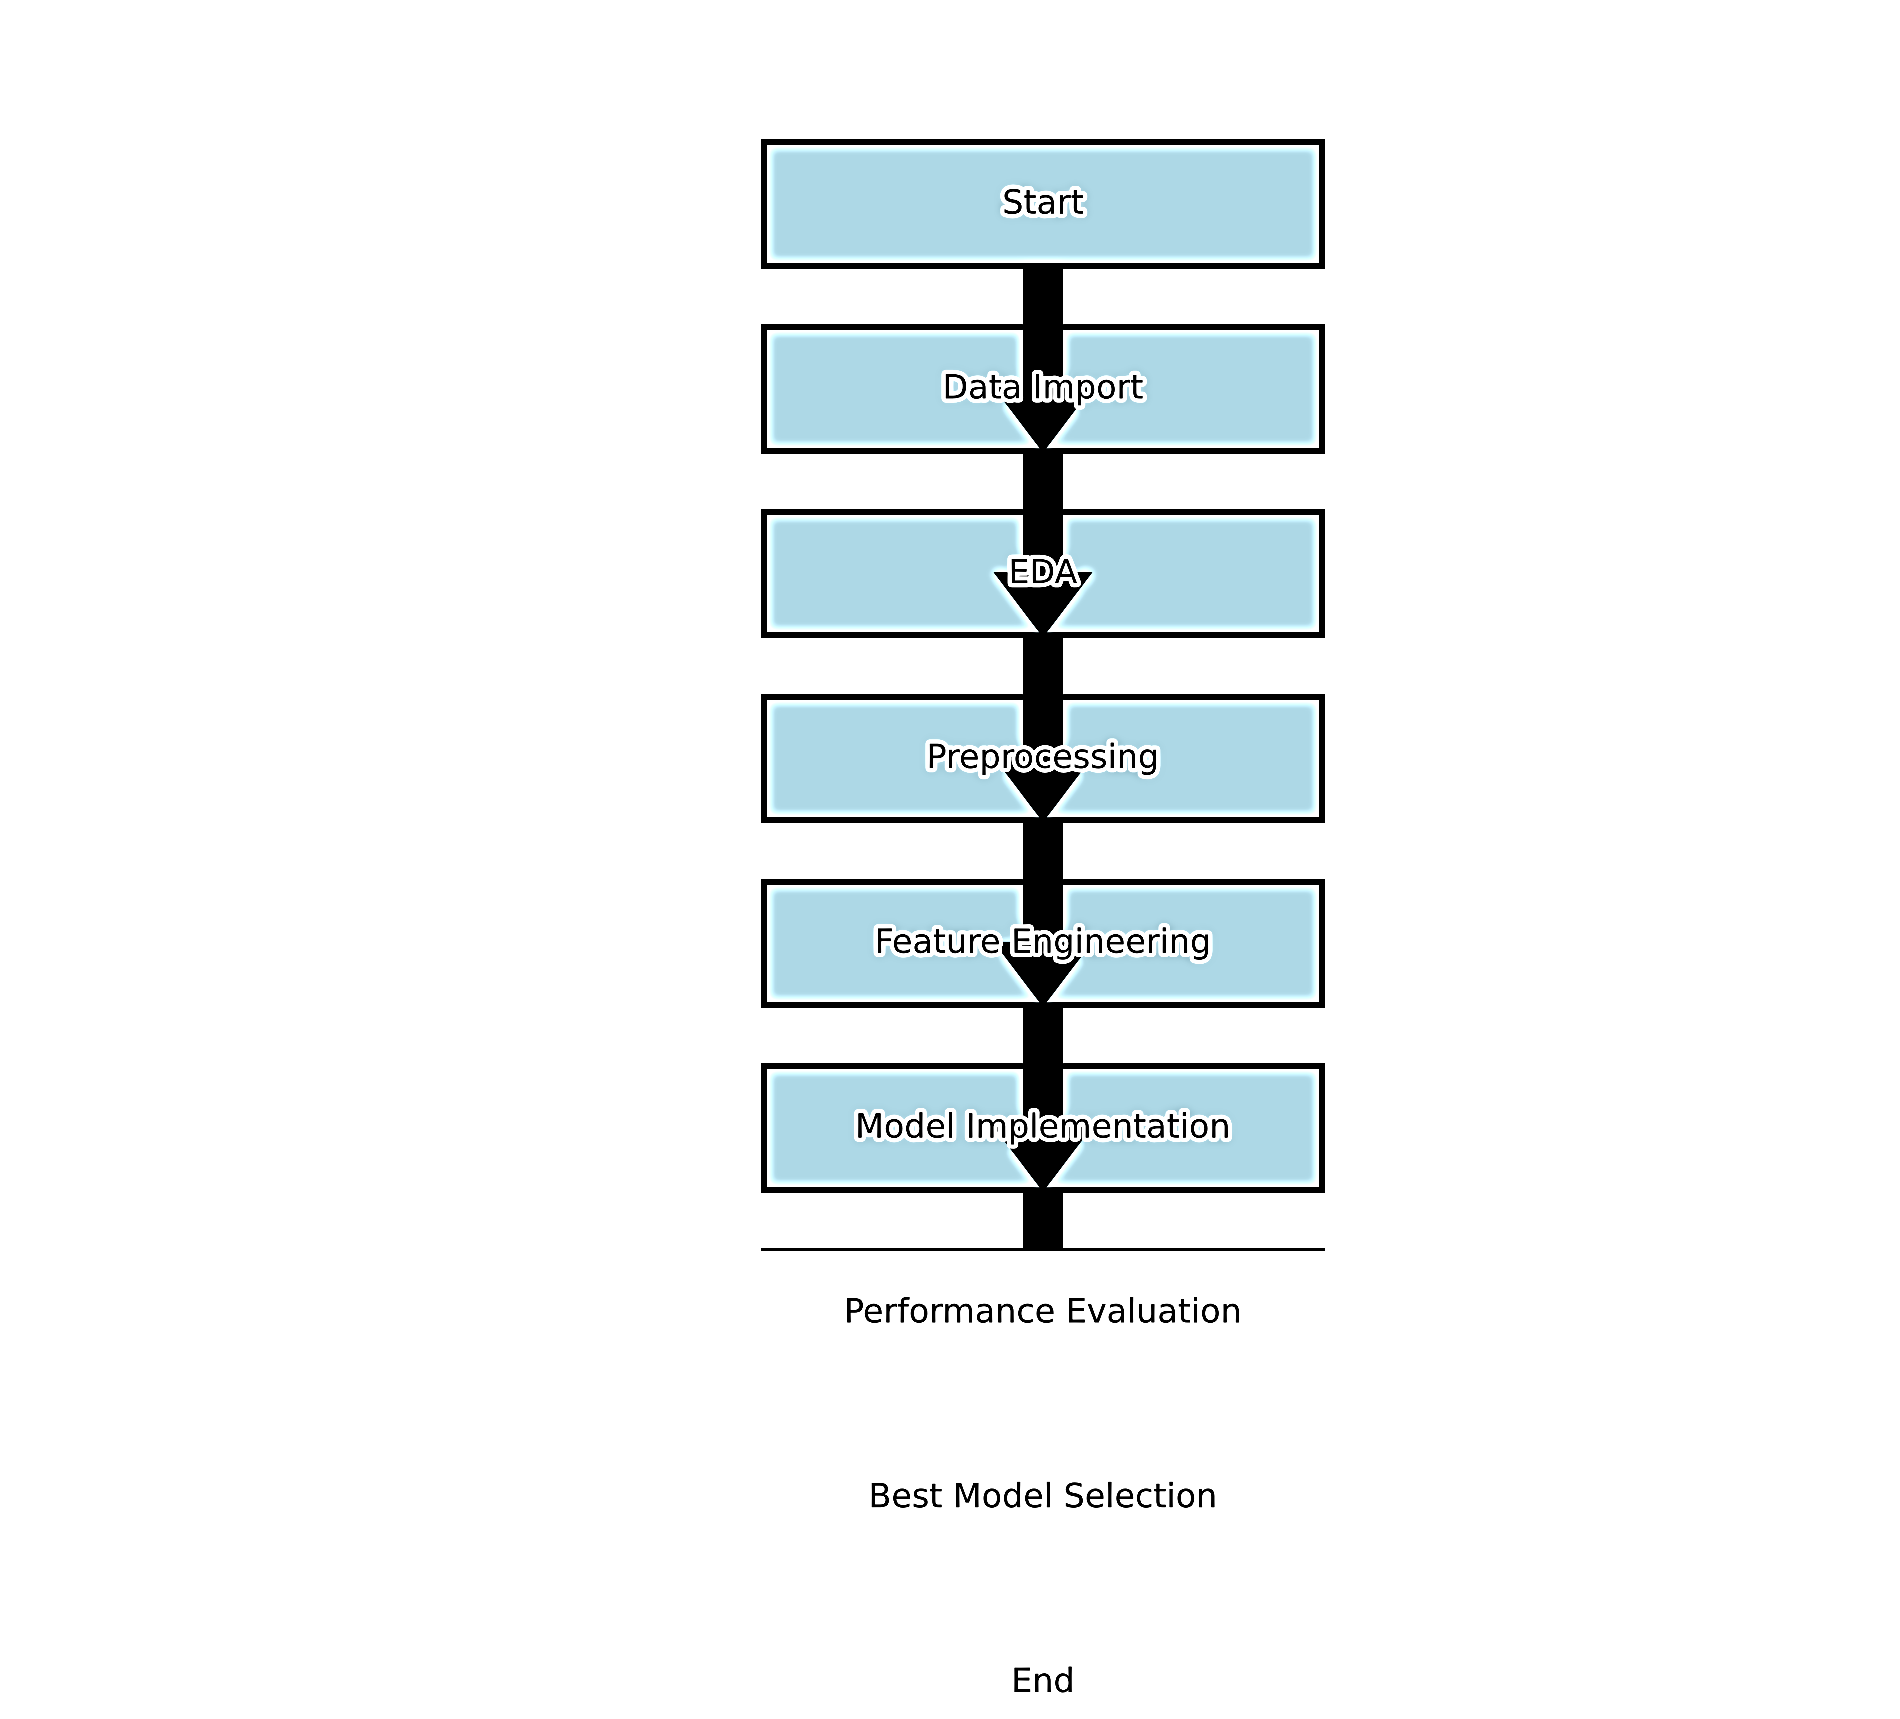 Start
Data Import
EDA
Preprocessing
Feature Engineering
Model Implementation
Performance Evaluation
Best Model Selection
End